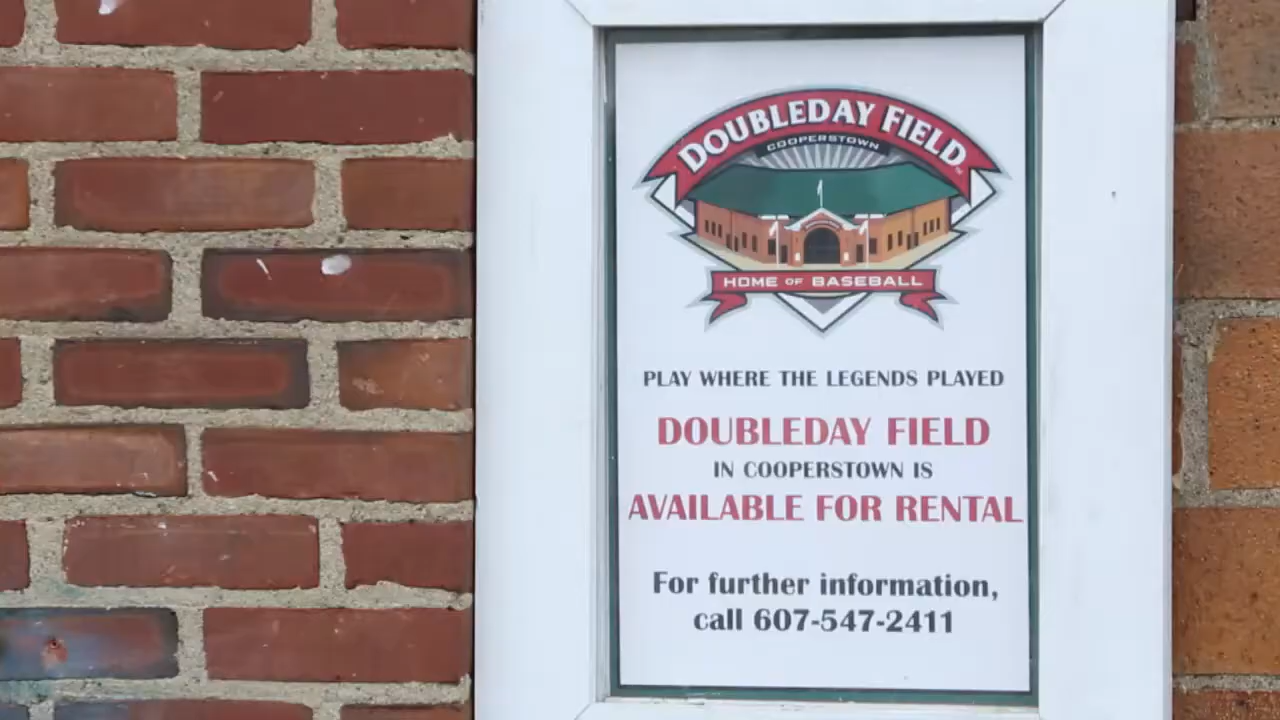 DOUBLEDAY FIELD
COOPERSTOWN
HOME OF BASEBALL
PLAY WHERE THE LEGENDS PLAYED
DOUBLEDAY FIELD
IN COOPERSTOWN IS
AVAILABLE FOR RENTAL
For further information,
call 607-547-2411